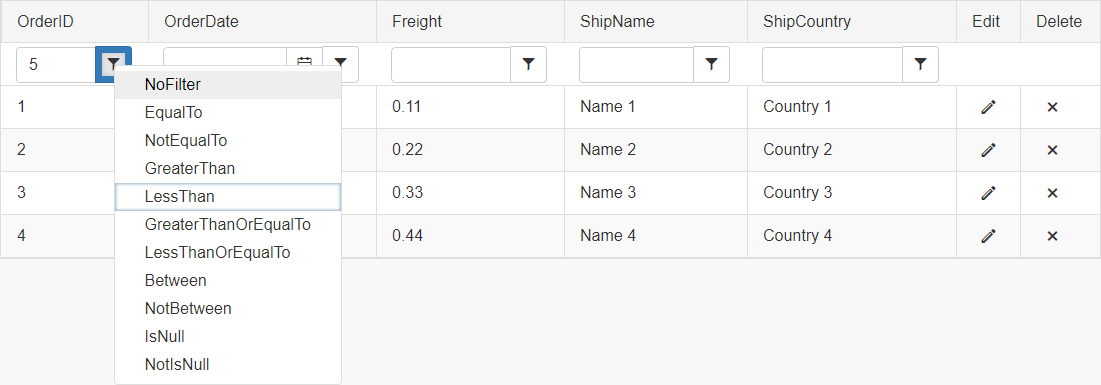 OrderID OrderDate Freight ShipName ShipCountry Edit Delete
5
NoFilter
1 0.11 Name 1 Country 1
EqualTo
NotEqualTo
2 0.22 Name 2 Country 2
GreaterThan
3 0.33 Name 3 Country 3
LessThan
GreaterThanOrEqualTo
4 0.44 Name 4 Country 4
LessThanOrEqualTo
Between
NotBetween
IsNull
NotIsNull